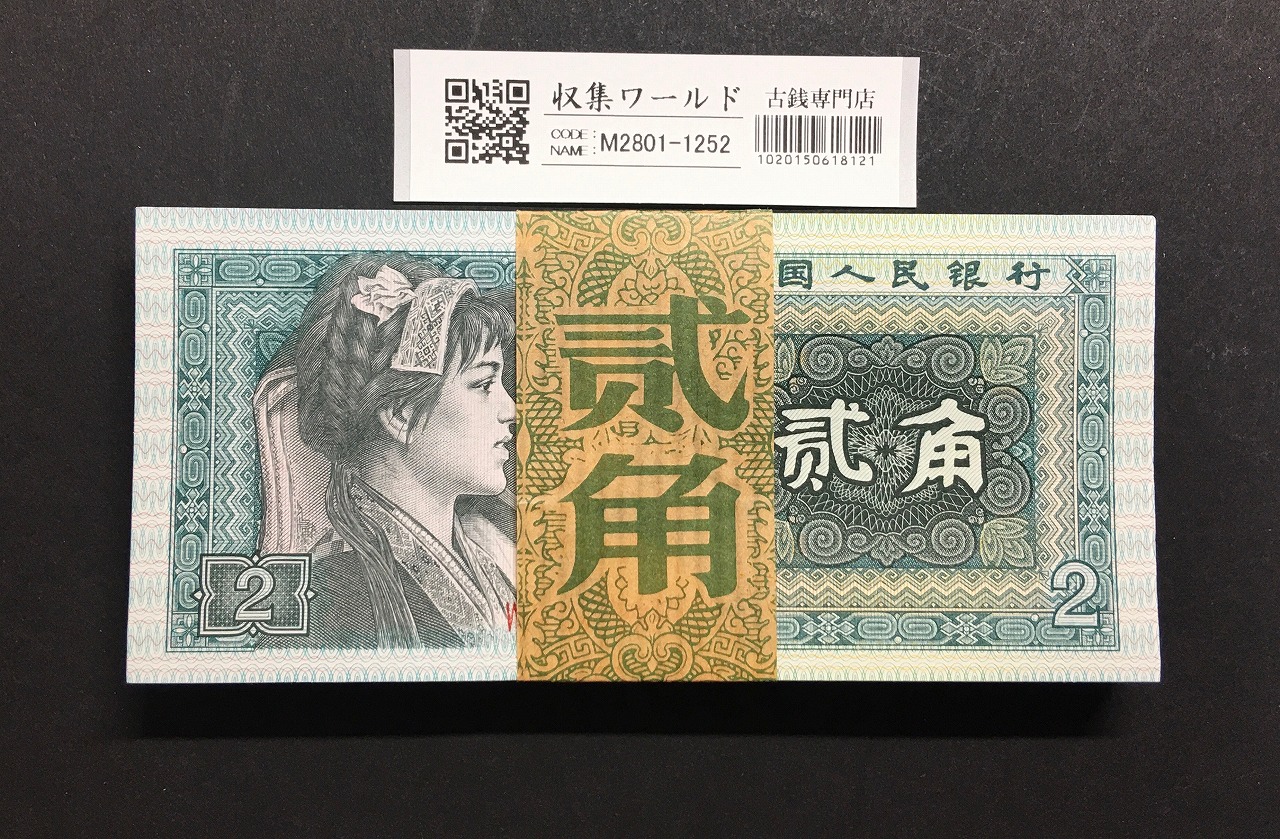 収集ワールド
古銭専門店
CODE:
NAME: M2801-1252
1020150618121
国人民银行
贰
角
贰角
2
2